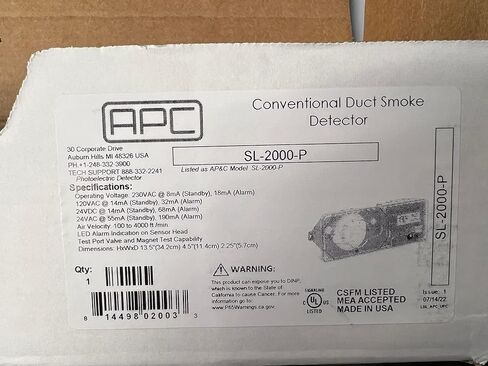 APC
Conventional Duct Smoke
Detector
30 Corporate Drive
Auburn Hills MI 48326 USA
PH.+1-248-332-3900
TECH SUPPORT 888-332-2241
Photoelectric Detector
SL-2000-P
Listed as AP&C Model SL-2000-P
Specifications:
Operating Voltage: 230VAC @ 8mA (Standby), 18mA (Alarm)
120VAC @ 14mA (Standby), 32mA (Alarm)
24VDC @ 14mA (Standby), 68mA (Alarm)
24VAC @ 55mA (Standby), 190mA (Alarm)
Air Velocity: 100 to 4000 ft /min
LED Alarm Indication on Sensor Head
Test Port Valve and Magnet Test Capability
Dimensions: HxWxD 13.5"(34.2cm) 4.5"(11.4cm) 2.25"(5.7cm)
SL-2000-P
Qty:
1
8 14498 02003 3
WARNING:
This product can expose you to DINP,
which is known to the State of
California to cause Cancer. For more
information, go to
www.P65Warnings.ca.gov
SIGNALING
C UL US
LISTED
CSFM LISTED
MEA ACCEPTED
MADE IN USA
Issue: 1
07/14/22